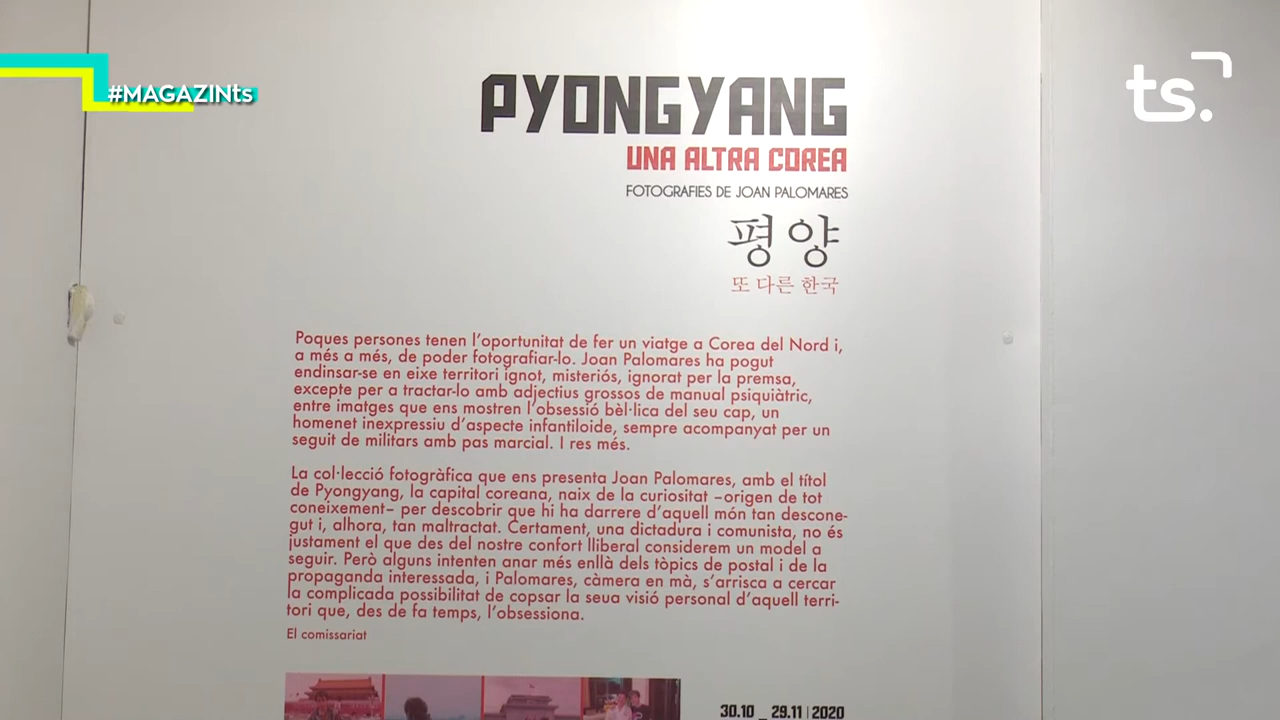 #MAGAZINts
ts.
PYONGYANG
UNA ALTRA COREA
FOTOGRAFIES DE JOAN PALOMARES
평양
또 다른 한국
Poques persones tenen l'oportunitat de fer un viatge a Corea del Nord i,
a més a més, de poder fotografiar-lo. Joan Palomares ha pogut
endinsar-se en eixe territori ignot, misteriós, ignorat per la premsa,
excepte per a tractar-lo amb adjectius grossos de manual psiquiàtric,
entre imatges que ens mostren l'obsessió bèl·lica del seu cap, un
homenet inexpressiu d'aspecte infantiloide, sempre acompanyat per un
seguit de militars amb pas marcial. I res més.
La col·lecció fotogràfica que ens presenta Joan Palomares, amb el títol
de Pyongyang, la capital coreana, naix de la curiositat –origen de tot
coneixement– per descobrir que hi ha darrere d'aquell món tan descone-
gut i, alhora, tan maltractat. Certament, una dictadura i comunista, no és
justament el que des del nostre confort lliberal considerem un model a
seguir. Però alguns intenten anar més enllà dels tòpics de postal i de la
propaganda interessada, i Palomares, càmera en mà, s'arrisca a cercar
la complicada possibilitat de copsar la seua visió personal d'aquell terri-
tori que, des de fa temps, l'obsessiona.
El comissariat
30.10 _ 29.11 | 2020